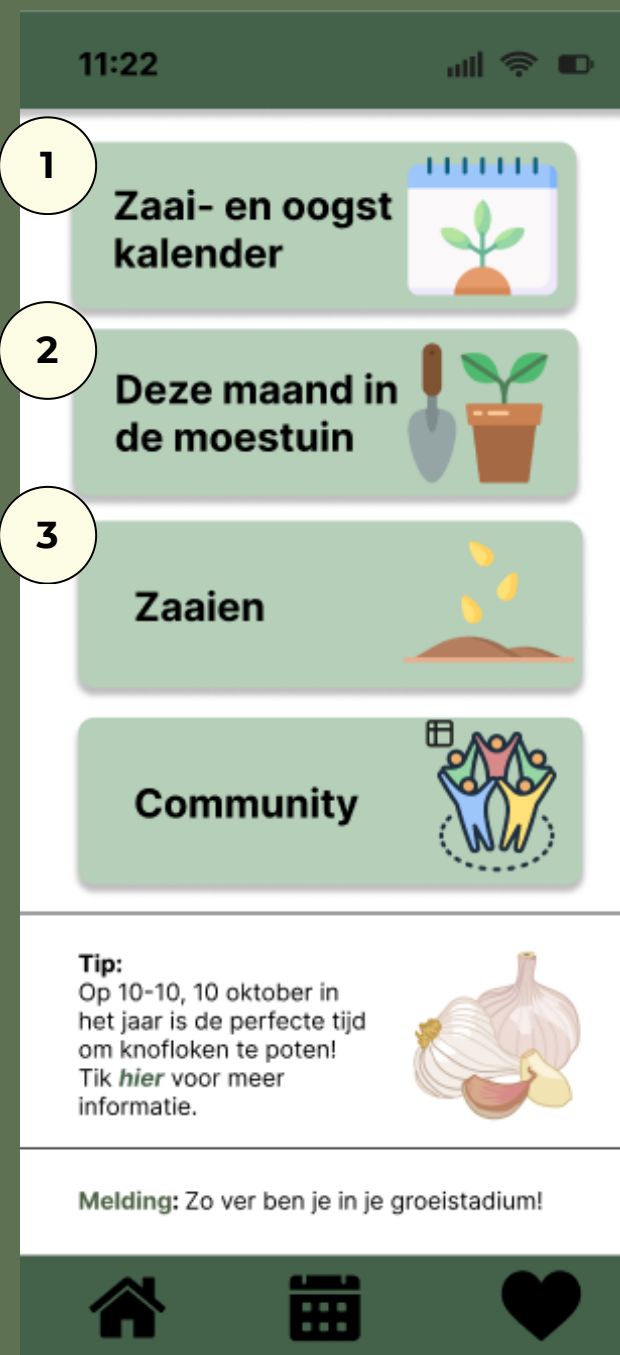 11:22
1
Zaai- en oogst
kalender
2
Deze maand in
de moestuin
3
Zaaien
Community
Tip:
Op 10-10, 10 oktober in
het jaar is de perfecte tijd
om knofloken te poten!
Tik hier voor meer
informatie.
Melding: Zo ver ben je in je groeistadium!